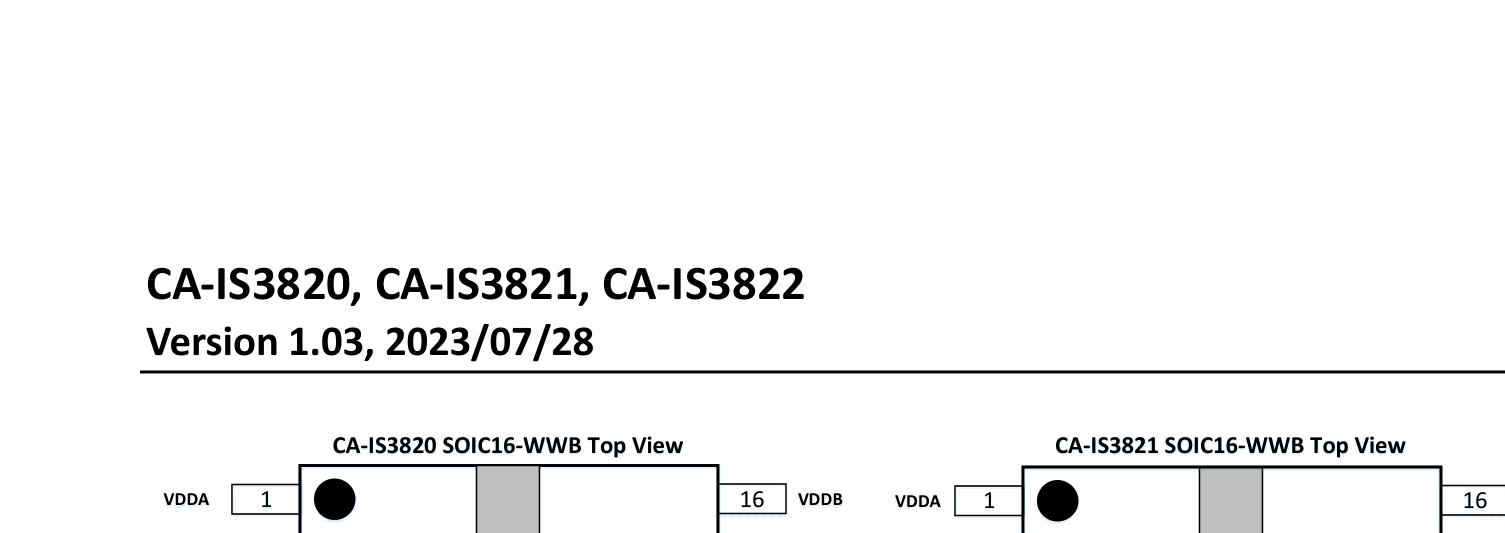 CA-IS3820, CA-IS3821, CA-IS3822
Version 1.03, 2023/07/28
CA-IS3820 SOIC16-WWB Top View
CA-IS3821 SOIC16-WWB Top View
VDDA 1 16 VDDB
VDDA 1 16